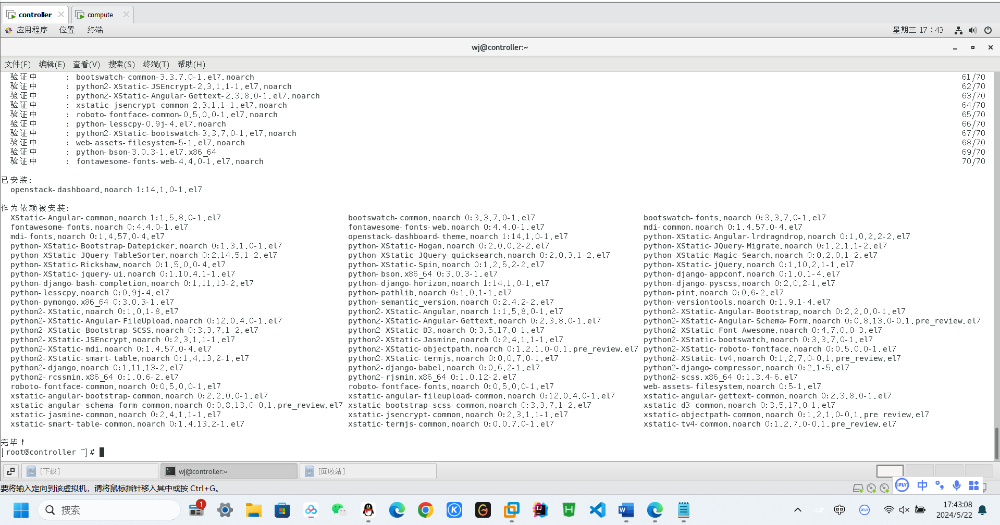 controller
compute
应用程序 位置 终端 星期三 17：43
wj@controller:~
文件(F) 编辑(E) 查看(V) 搜索(S) 终端(T) 帮助(H)
验证中 : bootswatch-common-3.3.7.0-1.el7.noarch 61/70
验证中 : python2-XStatic-JSEncrypt-2.3.1.1-1.el7.noarch 62/70
验证中 : python2-XStatic-Angular-Gettext-2.3.8.0-1.el7.noarch 63/70
验证中 : xstatic-jsencrypt-common-2.3.1.1-1.el7.noarch 64/70
验证中 : roboto-fontface-common-0.5.0.0-1.el7.noarch 65/70
验证中 : python-lesscpy-0.9j-4.el7.noarch 66/70
验证中 : python2-XStatic-bootswatch-3.3.7.0-1.el7.noarch 67/70
验证中 : web-assets-filesystem-5-1.el7.noarch 68/70
验证中 : python-bson-3.0.3-1.el7.x86_64 69/70
验证中 : fontawesome-fonts-web-4.4.0-1.el7.noarch 70/70
已安装:
openstack-dashboard.noarch 1:14.1.0-1.el7
作为依赖被安装:
XStatic-Angular-common.noarch 1:1.5.8.0-1.el7 bootswatch-common.noarch 0:3.3.7.0-1.el7 bootswatch-fonts.noarch 0:3.3.7.0-1.el7
fontawesome-fonts.noarch 0:4.4.0-1.el7 fontawesome-fonts-web.noarch 0:4.4.0-1.el7 mdi-common.noarch 0:1.4.57.0-4.el7
mdi-fonts.noarch 0:1.4.57.0-4.el7 openstack-dashboard-theme.noarch 1:14.1.0-1.el7 python-XStatic-Angular-lrdragndrop.noarch 0:1.0.2.2-2.el7
python-XStatic-Bootstrap-Datepicker.noarch 0:1.3.1.0-1.el7 python-XStatic-Hogan.noarch 0:2.0.0.2-2.el7 python-XStatic-JQuery-Migrate.noarch 0:1.2.1.1-2.el7
python-XStatic-JQuery-TableSorter.noarch 0:2.14.5.1-2.el7 python-XStatic-JQuery-quicksearch.noarch 0:2.0.3.1-2.el7 python-XStatic-Magic-Search.noarch 0:0.2.0.1-2.el7
python-XStatic-Rickshaw.noarch 0:1.5.0.0-4.el7 python-XStatic-Spin.noarch 0:1.2.5.2-2.el7 python-XStatic-jQuery.noarch 0:1.10.2.1-1.el7
python-XStatic-jquery-ui.noarch 0:1.10.4.1-1.el7 python-bson.x86_64 0:3.0.3-1.el7 python-django-appconf.noarch 0:1.0.1-4.el7
python-django-bash-completion.noarch 0:1.11.13-2.el7 python-django-horizon.noarch 1:14.1.0-1.el7 python-django-pyscss.noarch 0:2.0.2-1.el7
python-lesscpy.noarch 0:0.9j-4.el7 python-pathlib.noarch 0:1.0.1-1.el7 python-pint.noarch 0:0.6-2.el7
python-pymongo.x86_64 0:3.0.3-1.el7 python-semantic_version.noarch 0:2.4.2-2.el7 python-versiontools.noarch 0:1.9.1-4.el7
python2-XStatic.noarch 0:1.0.1-8.el7 python2-XStatic-Angular.noarch 1:1.5.8.0-1.el7 python2-XStatic-Angular-Bootstrap.noarch 0:2.2.0.0-1.el7
python2-XStatic-Angular-FileUpload.noarch 0:12.0.4.0-1.el7 python2-XStatic-Angular-Gettext.noarch 0:2.3.8.0-1.el7 python2-XStatic-Angular-Schema-Form.noarch 0:0.8.13.0-0.1.pre_review.el7
python2-XStatic-Bootstrap-SCSS.noarch 0:3.3.7.1-2.el7 python2-XStatic-D3.noarch 0:3.5.17.0-1.el7 python2-XStatic-Font-Awesome.noarch 0:4.7.0.0-3.el7
python2-XStatic-JSEncrypt.noarch 0:2.3.1.1-1.el7 python2-XStatic-Jasmine.noarch 0:2.4.1.1-1.el7 python2-XStatic-bootswatch.noarch 0:3.3.7.0-1.el7
python2-XStatic-mdi.noarch 0:1.4.57.0-4.el7 python2-XStatic-objectpath.noarch 0:1.2.1.0-0.1.pre_review.el7 python2-XStatic-roboto-fontface.noarch 0:0.5.0.0-1.el7
python2-XStatic-smart-table.noarch 0:1.4.13.2-1.el7 python2-XStatic-termjs.noarch 0:0.0.7.0-1.el7 python2-XStatic-tv4.noarch 0:1.2.7.0-0.1.pre_review.el7
python2-django.noarch 0:1.11.13-2.el7 python2-django-babel.noarch 0:0.6.2-1.el7 python2-django-compressor.noarch 0:2.1-5.el7
python2-rcssmin.x86_64 0:1.0.6-2.el7 python2-rjsmin.x86_64 0:1.0.12-2.el7 python2-scss.x86_64 0:1.3.4-6.el7
roboto-fontface-common.noarch 0:0.5.0.0-1.el7 roboto-fontface-fonts.noarch 0:0.5.0.0-1.el7 web-assets-filesystem.noarch 0:5-1.el7
xstatic-angular-bootstrap-common.noarch 0:2.2.0.0-1.el7 xstatic-angular-fileupload-common.noarch 0:12.0.4.0-1.el7 xstatic-angular-gettext-common.noarch 0:2.3.8.0-1.el7
xstatic-angular-schema-form-common.noarch 0:0.8.13.0-0.1.pre_review.el7 xstatic-bootstrap-scss-common.noarch 0:3.3.7.1-2.el7 xstatic-d3-common.noarch 0:3.5.17.0-1.el7
xstatic-jasmine-common.noarch 0:2.4.1.1-1.el7 xstatic-jsencrypt-common.noarch 0:2.3.1.1-1.el7 xstatic-objectpath-common.noarch 0:1.2.1.0-0.1.pre_review.el7
xstatic-smart-table-common.noarch 0:1.4.13.2-1.el7 xstatic-termjs-common.noarch 0:0.0.7.0-1.el7 xstatic-tv4-common.noarch 0:1.2.7.0-0.1.pre_review.el7
完毕！
[root@controller ~]#
[下载] wj@controller:~ [回收站]
要将输入定向到该虚拟机，请将鼠标指针移入其中或按 Ctrl+G。
iFLY 中
搜索 1
中 iFLY 17:43:08
2024/5/22